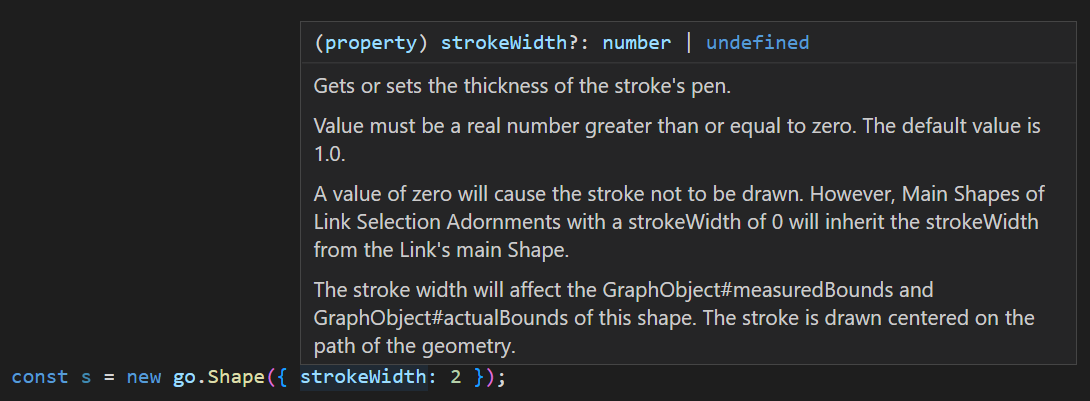 (property) strokeWidth?: number | undefined
Gets or sets the thickness of the stroke's pen.
Value must be a real number greater than or equal to zero. The default value is
1.0.
A value of zero will cause the stroke not to be drawn. However, Main Shapes of
Link Selection Adornments with a strokeWidth of 0 will inherit the strokeWidth
from the Link's main Shape.
The stroke width will affect the GraphObject#measuredBounds and
GraphObject#actualBounds of this shape. The stroke is drawn centered on the
path of the geometry.
const s = new go.Shape({ strokeWidth: 2 });